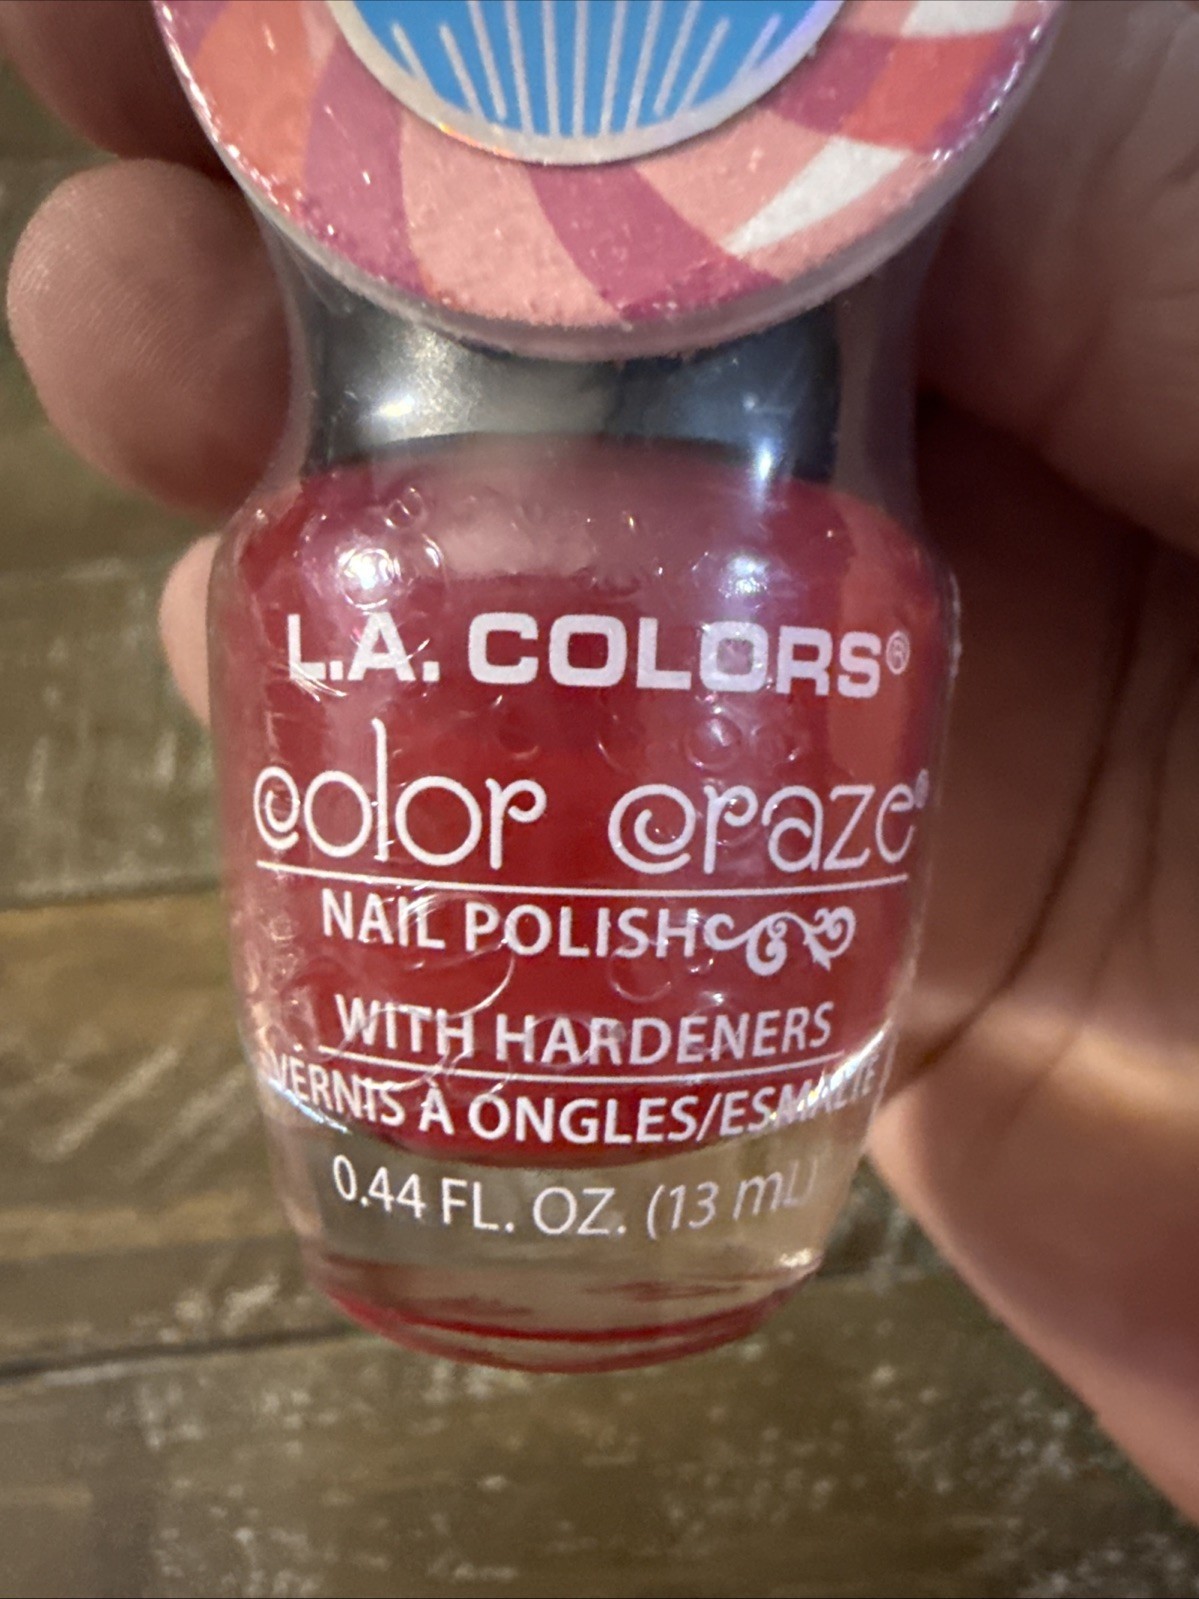 L.A. COLORS®
color craze®
NAIL POLISH
WITH HARDENERS
VERNIS À ONGLES/ESMALTE
0.44 FL. OZ. (13 mL)